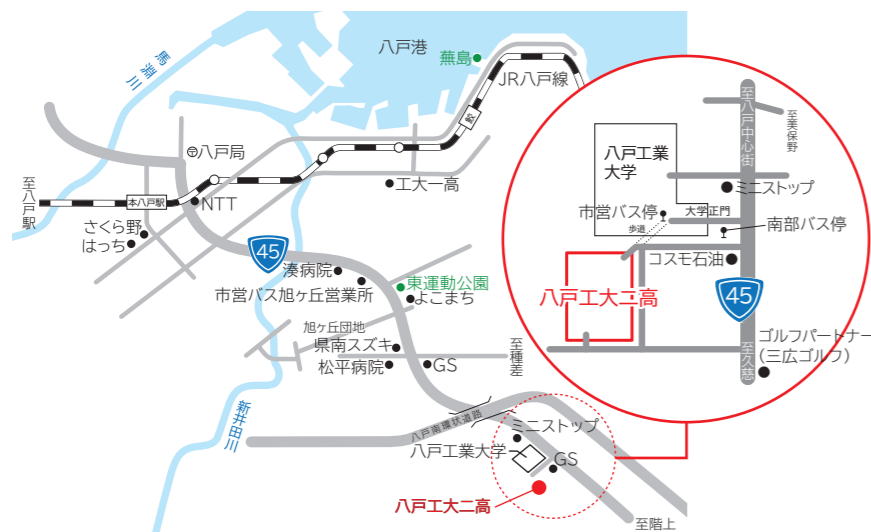 八戸港
蕪島
JR八戸線
鮫
馬淵川
八戸局
工大一高
至八戸駅
本八戸駅
NTT
さくら野
はっち
45
湊病院
市営バス旭ヶ丘営業所
東運動公園
よこまち
旭ヶ丘団地
県南スズキ
松平病院
GS
至種差
新井田川
八戸南環状道路
ミニストップ
八戸工業大学
GS
八戸工大二高
至階上
至八戸中心街
至美保野
八戸工業
大学
ミニストップ
市営バス停
大学正門
歩道
南部バス停
コスモ石油
八戸工大二高
45
ゴルフパートナー
(三広ゴルフ)
至久慈